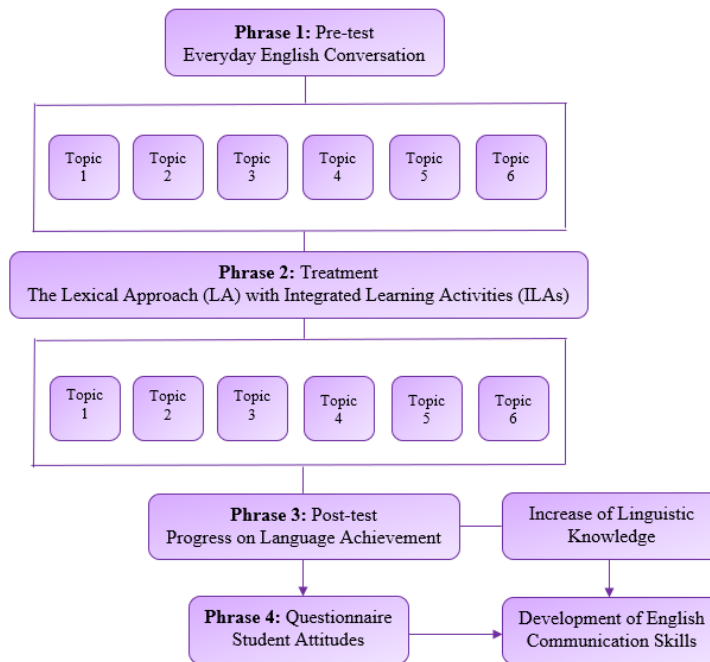 Phrase 1: Pre-test
Everyday English Conversation
Topic
1
Topic
2
Topic
3
Topic
4
Topic
5
Topic
6
Phrase 2: Treatment
The Lexical Approach (LA) with Integrated Learning Activities (ILAs)
Topic
1
Topic
2
Topic
3
Topic
4
Topic
5
Topic
6
Phrase 3: Post-test
Progress on Language Achievement
Increase of Linguistic
Knowledge
Phrase 4: Questionnaire
Student Attitudes
Development of English
Communication Skills